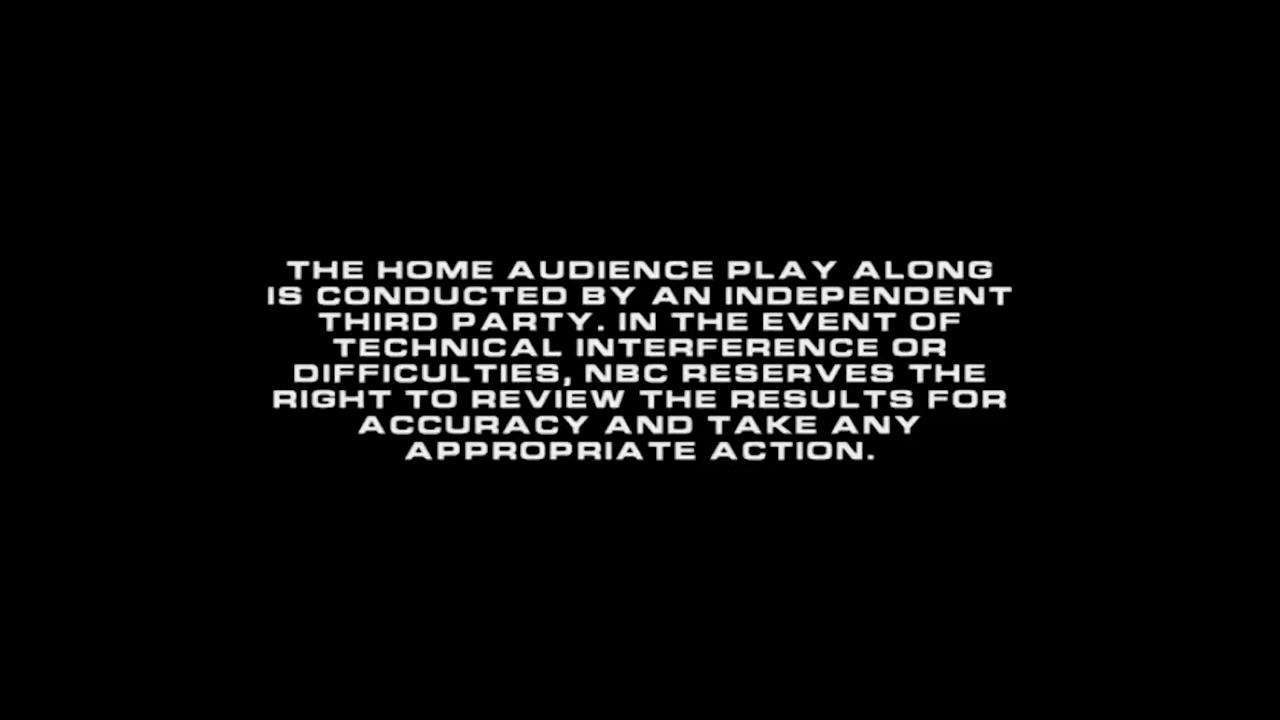 THE HOME AUDIENCE PLAY ALONG
IS CONDUCTED BY AN INDEPENDENT
THIRD PARTY. IN THE EVENT OF
TECHNICAL INTERFERENCE OR
DIFFICULTIES, NBC RESERVES THE
RIGHT TO REVIEW THE RESULTS FOR
ACCURACY AND TAKE ANY
APPROPRIATE ACTION.